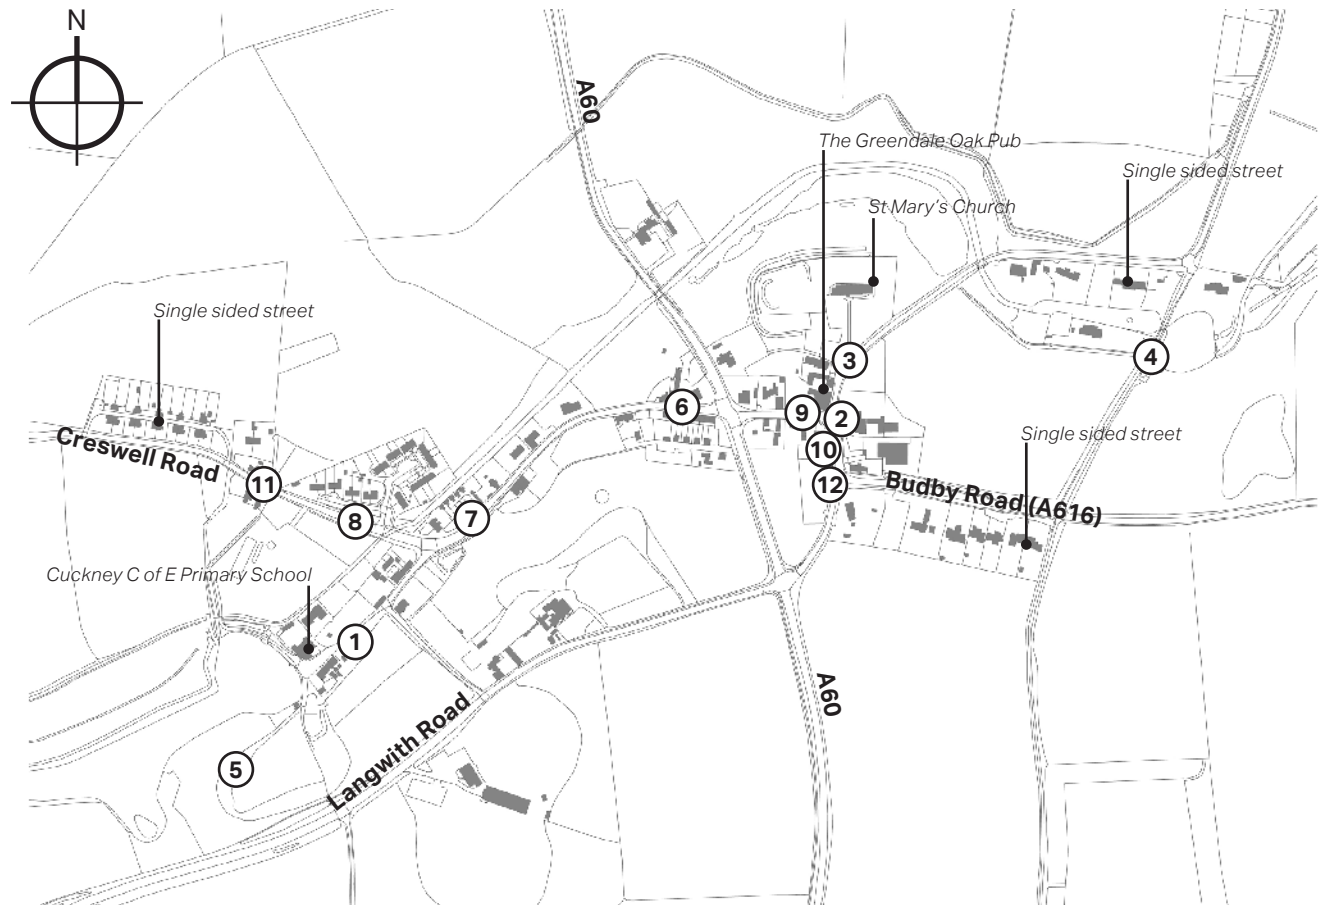 N
A60
The Greendale Oak Pub
Single sided street
St Mary's Church
Single sided street
3
4
6
9
2
Creswell Road
10
Single sided street
11
12
Budby Road (A616)
8
7
Cuckney C of E Primary School
1
A60
Langwith Road
5